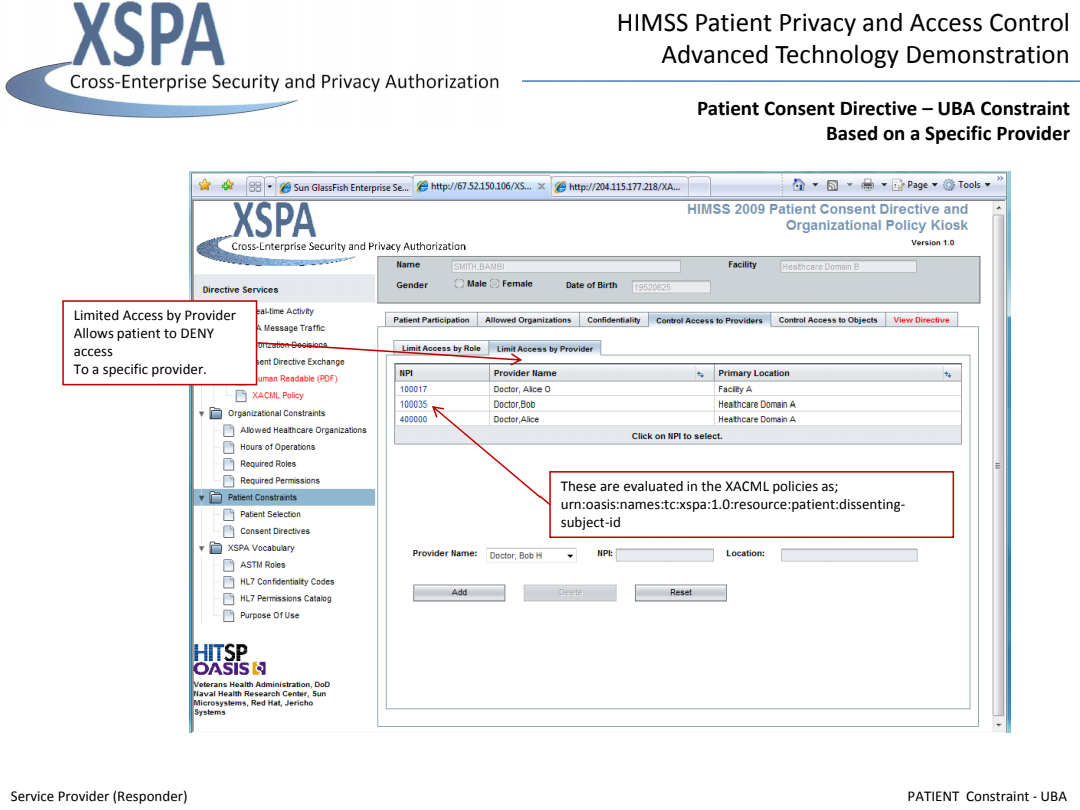 XSPA
Cross-Enterprise Security and Privacy Authorization
HIMSS Patient Privacy and Access Control
Advanced Technology Demonstration
Patient Consent Directive – UBA Constraint
Based on a Specific Provider
Sun GlassFish Enterprise Se...
http://67.52.150.106/XS...
http://204.115.177.218/XA...
Page
Tools
XSPA
Cross-Enterprise Security and Privacy Authorization
HIMSS 2009 Patient Consent Directive and
Organizational Policy Kiosk
Version 1.0
Name SMITH,BAMBI Facility Healthcare Domain B
Gender Male Female Date of Birth 19520625
Directive Services
Limited Access by Provider
Allows patient to DENY
access
To a specific provider.
eal-time Activity
A Message Traffic
orization Decisions
sent Directive Exchange
uman Readable (PDF)
XACML Policy
Organizational Constraints
Allowed Healthcare Organizations
Hours of Operations
Required Roles
Required Permissions
Patient Constraints
Patient Selection
Consent Directives
XSPA Vocabulary
ASTM Roles
HL7 Confidentiality Codes
HL7 Permissions Catalog
Purpose Of Use
Patient Participation Allowed Organizations Confidentiality Control Access to Providers Control Access to Objects View Directive
Limit Access by Role Limit Access by Provider
NPI Provider Name Primary Location
100017 Doctor, Alice O Facility A
100035 Doctor,Bob Healthcare Domain A
400000 Doctor,Alice Healthcare Domain A
Click on NPI to select.
These are evaluated in the XACML policies as;
urn:oasis:names:tc:xspa:1.0:resource:patient:dissenting-
subject-id
Provider Name: Doctor, Bob H NPI: Location:
Add Delete Reset
HITSP
OASIS
Veterans Health Administration, DoD
Naval Health Research Center, Sun
Microsystems, Red Hat, Jericho
Systems
Service Provider (Responder)
PATIENT Constraint - UBA